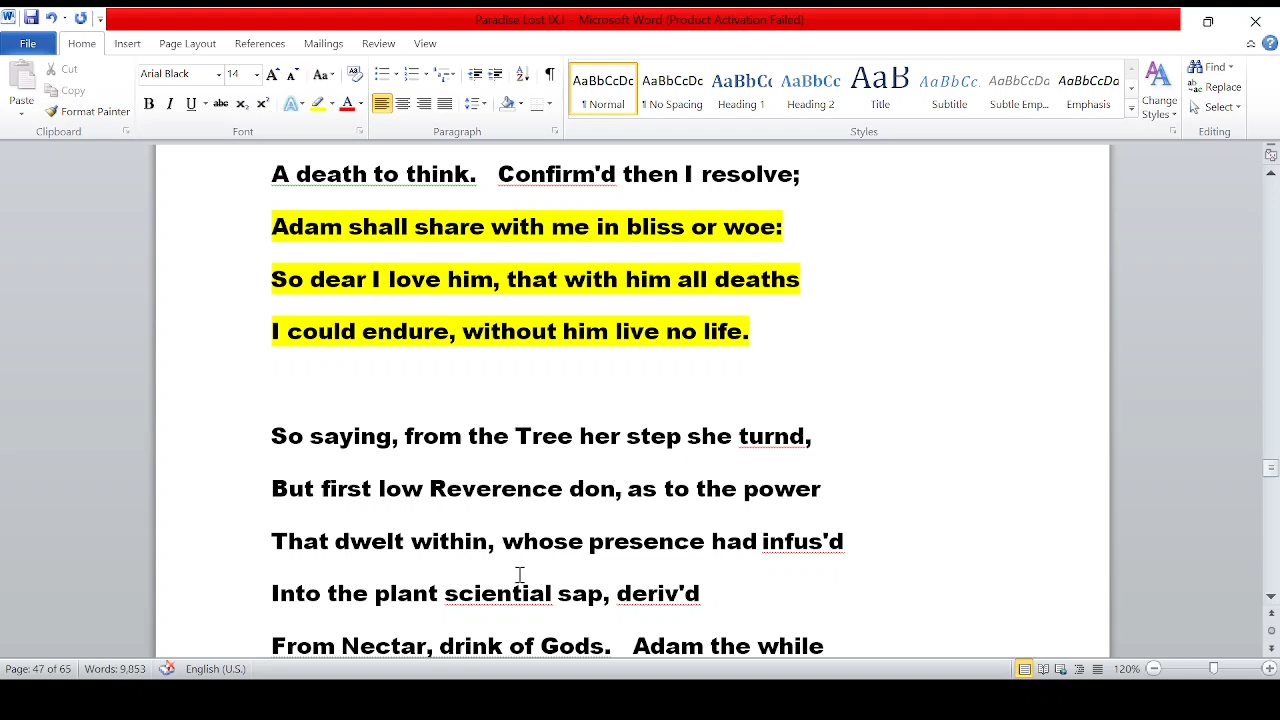 Paradise Lost IX.I - Microsoft Word (Product Activation Failed)
File Home Insert Page Layout References Mailings Review View
Paste
Cut
Copy
Format Painter
Clipboard
Arial Black 14
Font
Paragraph
AaBbCcDc AaBbCcDc AaBbCc AaBbCc AaB AaBbCc. AaBbCcDc AaBbCcDc
¶ Normal ¶ No Spacing Heading 1 Heading 2 Title Subtitle Subtle Em... Emphasis
Styles
Change Styles
Find
Replace
Select
Editing
A death to think. Confirm'd then I resolve;
Adam shall share with me in bliss or woe:
So dear I love him, that with him all deaths
I could endure, without him live no life.
So saying, from the Tree her step she turnd,
But first low Reverence don, as to the power
That dwelt within, whose presence had infus'd
Into the plant sciential sap, deriv'd
From Nectar, drink of Gods. Adam the while
Page: 47 of 65 Words: 9,853 English (U.S.) 120%